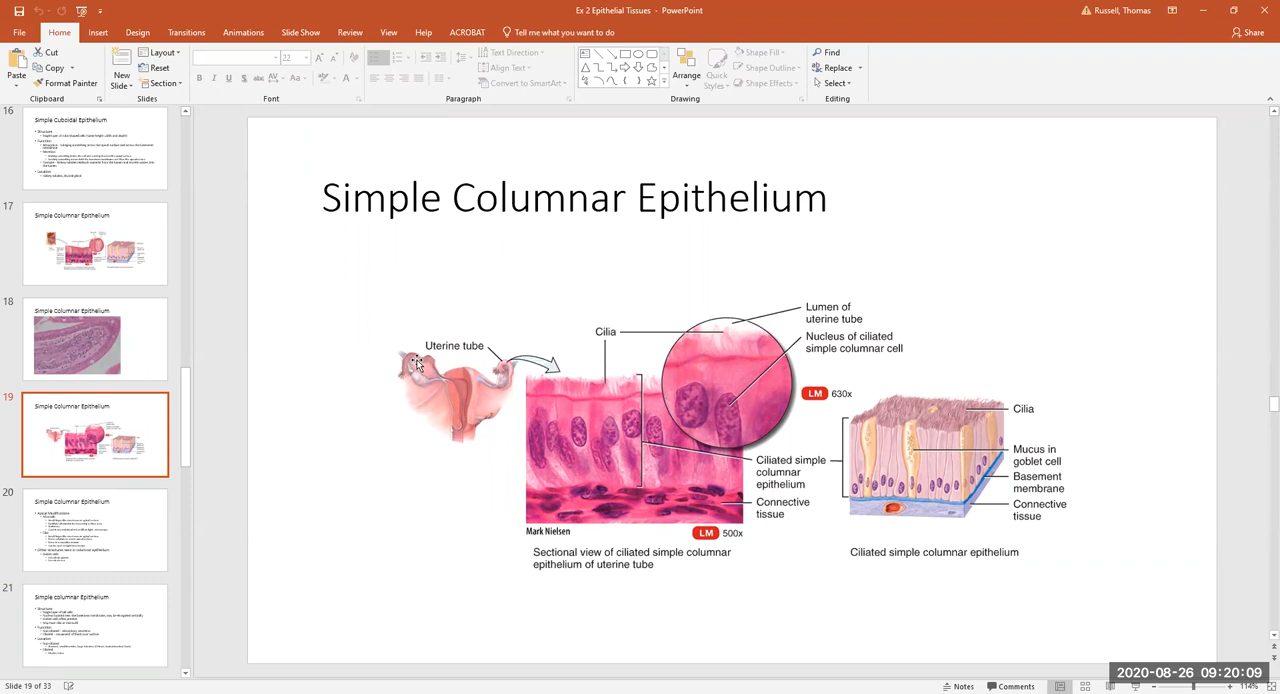 Ex 2 Epithelial Tissues - PowerPoint
Russell, Thomas
File Home Insert Design Transitions Animations Slide Show Review View Help ACROBAT Tell me what you want to do
Share
Paste
Cut
Copy
Format Painter
Clipboard
New Slide
Layout
Reset
Section
Slides
22
Font
Text Direction
Align Text
Convert to SmartArt
Paragraph
Arrange
Quick Styles
Shape Fill
Shape Outline
Shape Effects
Drawing
Find
Replace
Select
Editing
16
Simple Cuboidal Epithelium
17
Simple Columnar Epithelium
18
Simple Columnar Epithelium
19
Simple Columnar Epithelium
20
Simple Columnar Epithelium
21
Simple columnar Epithelium
Simple Columnar Epithelium
Uterine tube
Cilia
Lumen of
uterine tube
Nucleus of ciliated
simple columnar cell
LM 630x
Ciliated simple
columnar
epithelium
Connective
tissue
Mark Nielsen
LM 500x
Sectional view of ciliated simple columnar
epithelium of uterine tube
Cilia
Mucus in
goblet cell
Basement
membrane
Connective
tissue
Ciliated simple columnar epithelium
2020-08-26 09:20:09
Slide 19 of 33
Notes
Comments
114%